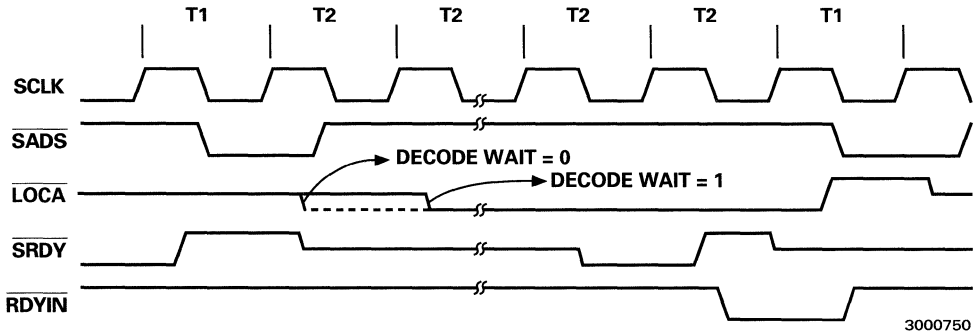 T1 T2 T2 T2 T2 T1
SCLK
SADS
DECODE WAIT = 0
LOCA
DECODE WAIT = 1
SRDY
RDYIN
3000750